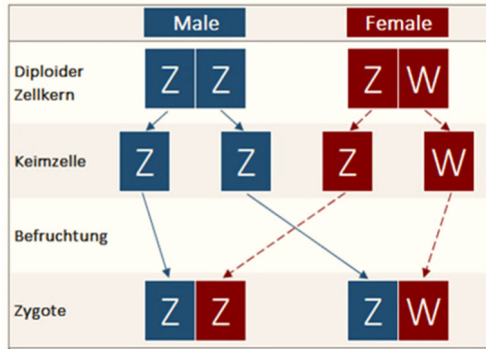 Male Female
Diploider
Zellkern
Z Z Z W
Keimzelle
Z Z Z W
Befruchtung
Zygote
Z Z Z W